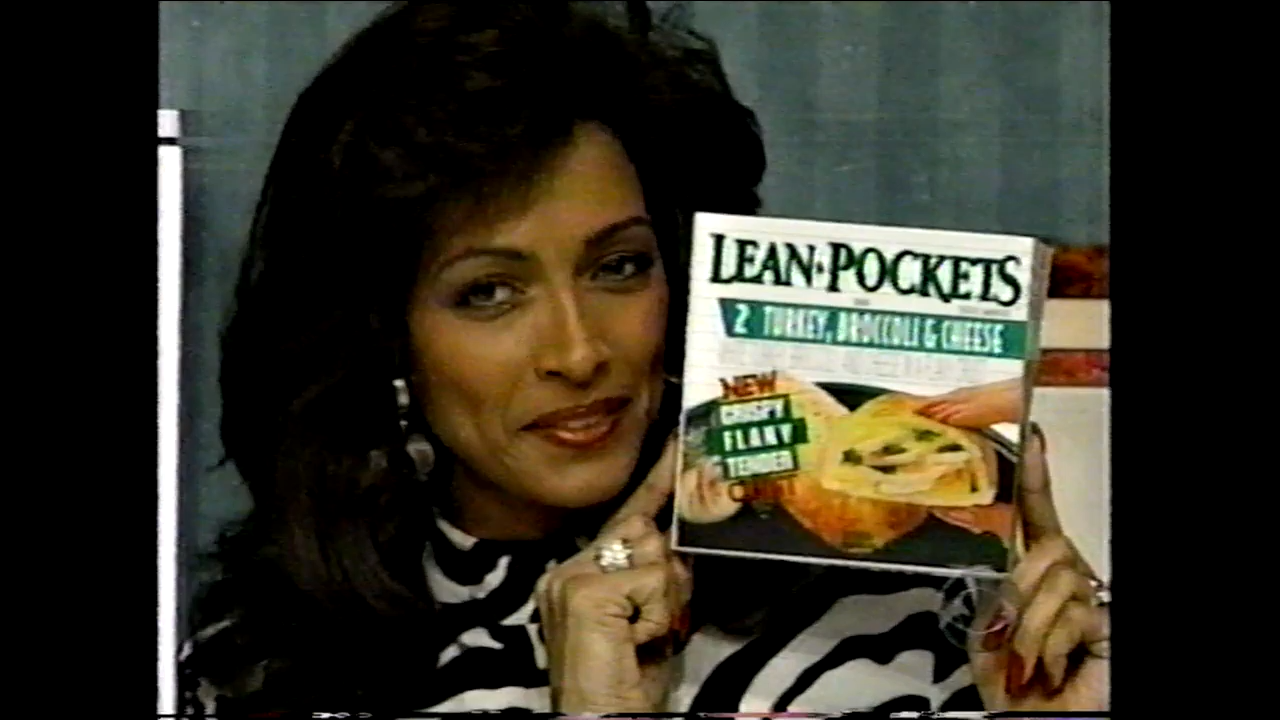 LEAN·POCKETS
2 TURKEY, BROCCOLI & CHEESE
NEW
CRISPY
FLAKY
TENDER
CRUST